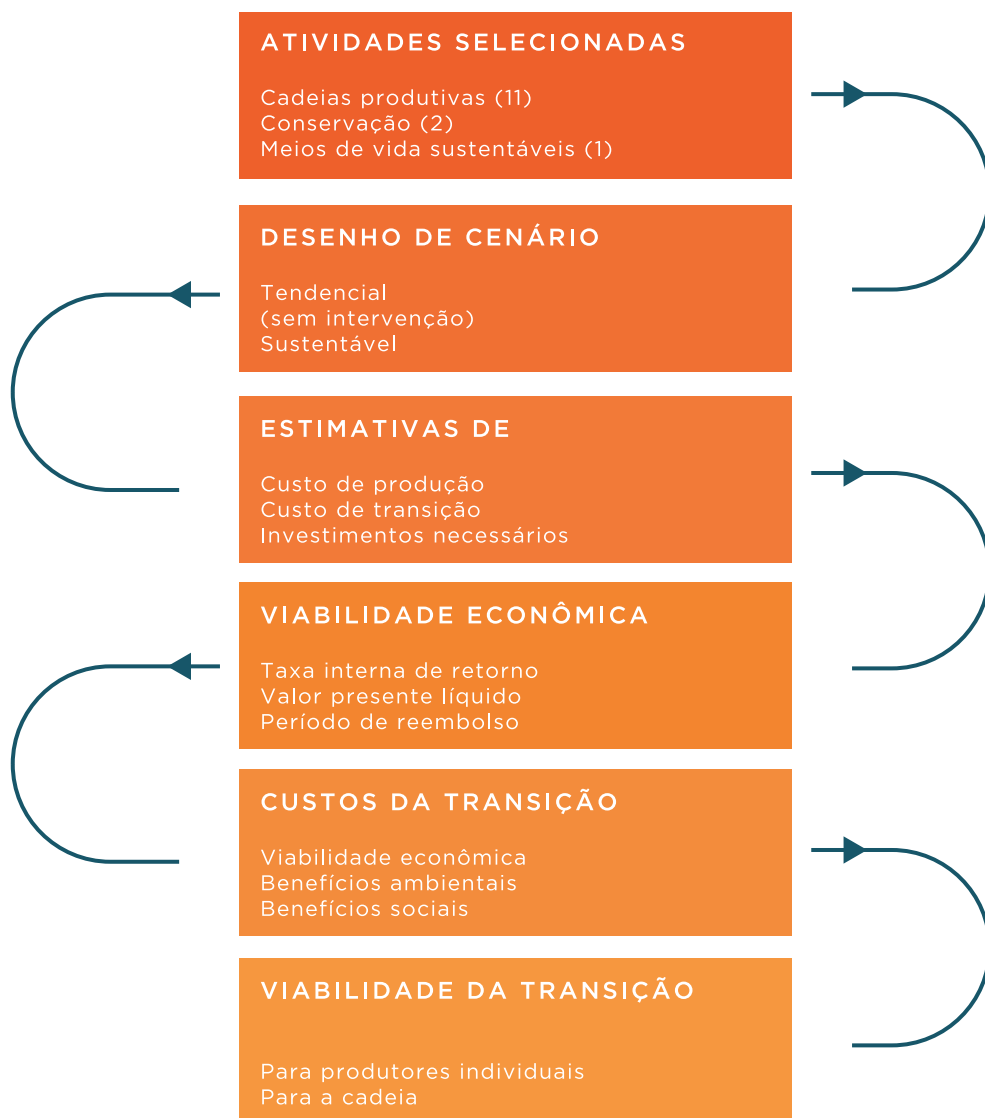 ATIVIDADES SELECIONADAS
Cadeias produtivas (11)
Conservação (2)
Meios de vida sustentáveis (1)
DESENHO DE CENÁRIO
Tendencial
(sem intervenção)
Sustentável
ESTIMATIVAS DE
Custo de produção
Custo de transição
Investimentos necessários
VIABILIDADE ECONÔMICA
Taxa interna de retorno
Valor presente líquido
Período de reembolso
CUSTOS DA TRANSIÇÃO
Viabilidade econômica
Benefícios ambientais
Benefícios sociais
VIABILIDADE DA TRANSIÇÃO
Para produtores individuais
Para a cadeia